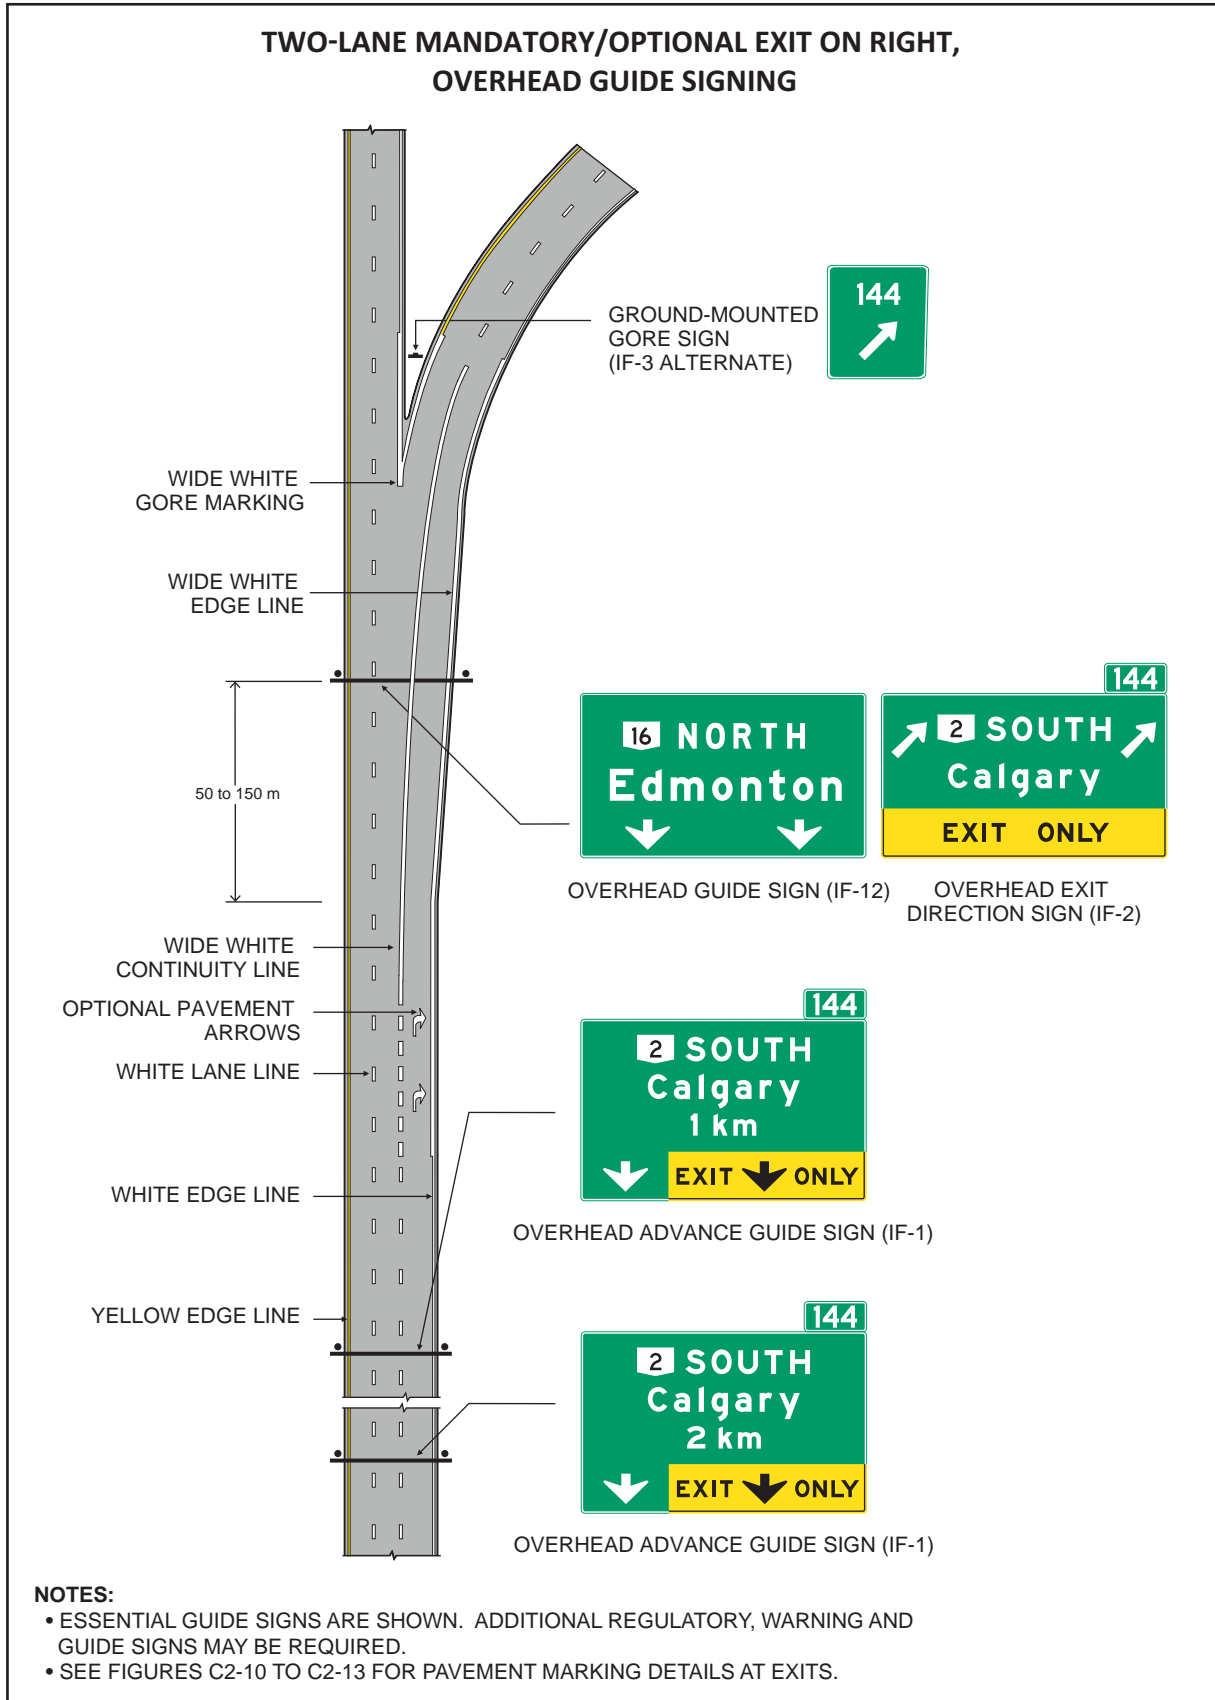 TWO-LANE MANDATORY/OPTIONAL EXIT ON RIGHT,
OVERHEAD GUIDE SIGNING
144
GROUND-MOUNTED
GORE SIGN
(IF-3 ALTERNATE)
WIDE WHITE
GORE MARKING
WIDE WHITE
EDGE LINE
144
16 NORTH
Edmonton
2 SOUTH
Calgary
EXIT ONLY
50 to 150 m
OVERHEAD GUIDE SIGN (IF-12)
OVERHEAD EXIT
DIRECTION SIGN (IF-2)
WIDE WHITE
CONTINUITY LINE
OPTIONAL PAVEMENT
ARROWS
WHITE LANE LINE
144
2 SOUTH
Calgary
1 km
EXIT ONLY
WHITE EDGE LINE
OVERHEAD ADVANCE GUIDE SIGN (IF-1)
YELLOW EDGE LINE
144
2 SOUTH
Calgary
2 km
EXIT ONLY
OVERHEAD ADVANCE GUIDE SIGN (IF-1)
NOTES:
• ESSENTIAL GUIDE SIGNS ARE SHOWN. ADDITIONAL REGULATORY, WARNING AND
GUIDE SIGNS MAY BE REQUIRED.
• SEE FIGURES C2-10 TO C2-13 FOR PAVEMENT MARKING DETAILS AT EXITS.